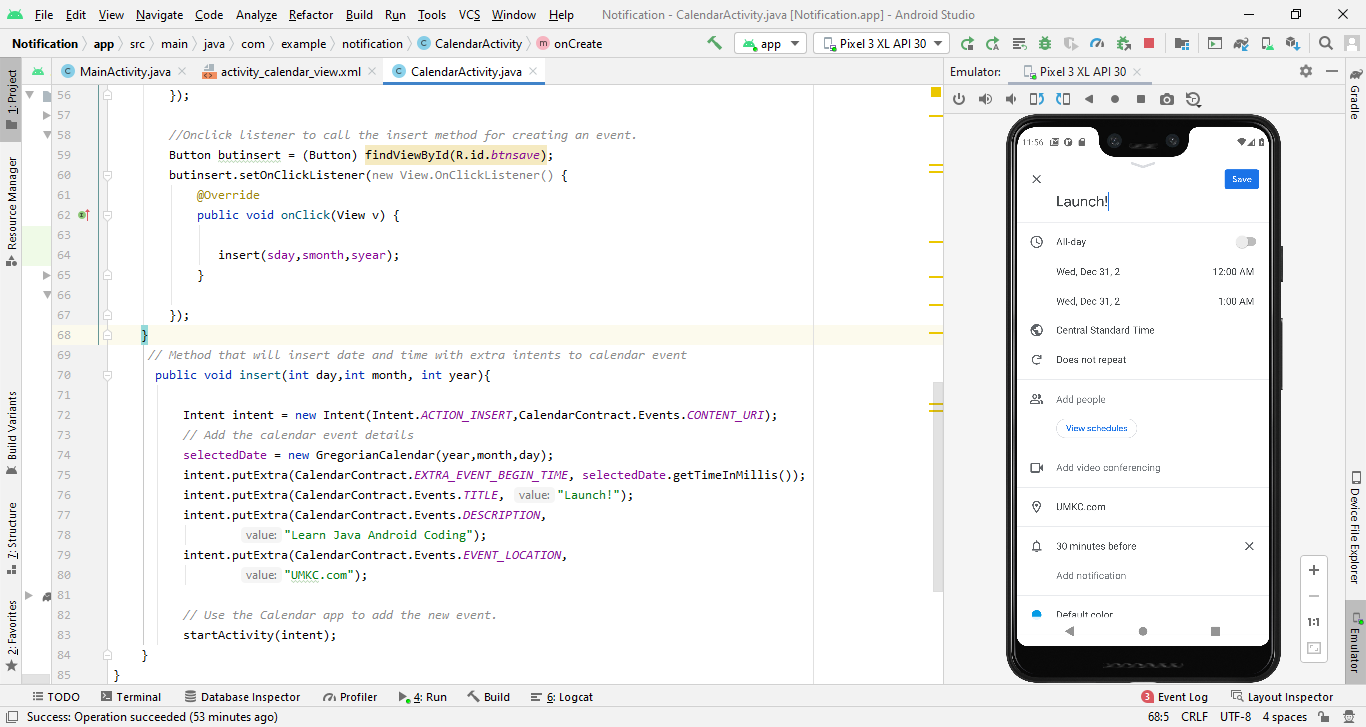 File Edit View Navigate Code Analyze Refactor Build Run Tools VCS Window Help Notification - CalendarActivity.java [Notification.app] - Android Studio
Notification app src main java com example notification CalendarActivity onCreate app Pixel 3 XL API 30
MainActivity.java activity_calendar_view.xml CalendarActivity.java Emulator: Pixel 3 XL API 30
1: Project
Resource Manager
Build Variants
7: Structure
2: Favorites
56 });
57
58 //Onclick listener to call the insert method for creating an event.
59 Button butinsert = (Button) findViewById(R.id.btnsave);
60 butinsert.setOnClickListener(new View.OnClickListener() {
61 @Override
62 public void onClick(View v) {
63
64 insert(sday,smonth,syear);
65 }
66
67 });
68 }
69 // Method that will insert date and time with extra intents to calendar event
70 public void insert(int day,int month, int year){
71
72 Intent intent = new Intent(Intent.ACTION_INSERT,CalendarContract.Events.CONTENT_URI);
73 // Add the calendar event details
74 selectedDate = new GregorianCalendar(year,month,day);
75 intent.putExtra(CalendarContract.EXTRA_EVENT_BEGIN_TIME, selectedDate.getTimeInMillis());
76 intent.putExtra(CalendarContract.Events.TITLE, value: "Launch!");
77 intent.putExtra(CalendarContract.Events.DESCRIPTION,
78 value: "Learn Java Android Coding");
79 intent.putExtra(CalendarContract.Events.EVENT_LOCATION,
80 value: "UMKC.com");
81
82 // Use the Calendar app to add the new event.
83 startActivity(intent);
84 }
85 }
11:56
Save
Launch!
All-day
Wed, Dec 31, 2 12:00 AM
Wed, Dec 31, 2 1:00 AM
Central Standard Time
Does not repeat
Add people
View schedules
Add video conferencing
UMKC.com
30 minutes before
Add notification
Default color
1:1
Gradle
Device File Explorer
Emulator
TODO Terminal Database Inspector Profiler 4: Run Build 6: Logcat 3 Event Log Layout Inspector
Success: Operation succeeded (53 minutes ago) 68:5 CRLF UTF-8 4 spaces